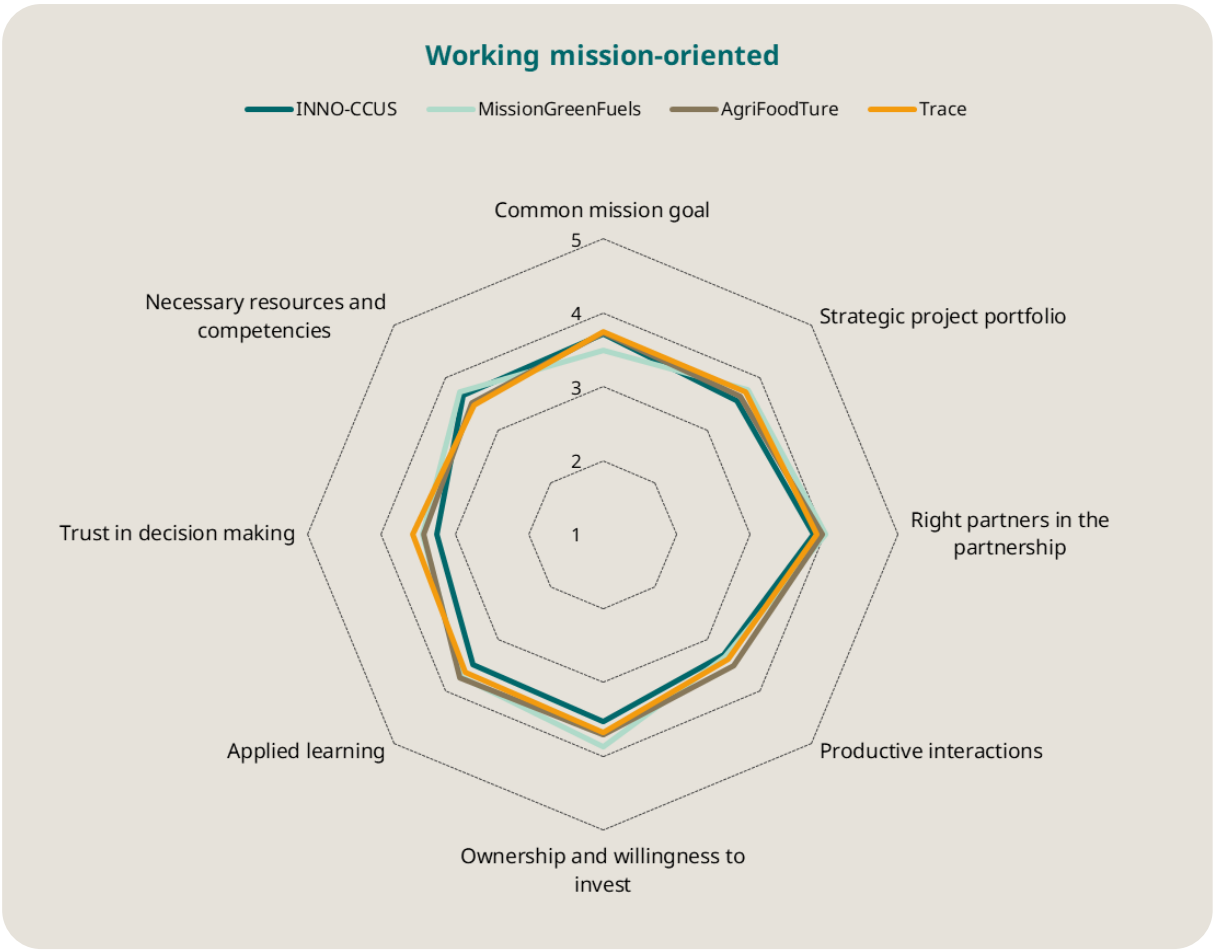 Working mission-oriented
INNO-CCUS MissionGreenFuels AgriFoodTure Trace
Common mission goal
5
Necessary resources and
competencies
Strategic project portfolio
4
3
2
Trust in decision making
1
Right partners in the
partnership
Applied learning
Productive interactions
Ownership and willingness to
invest